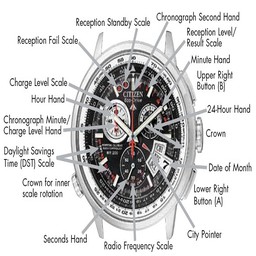 Reception Standby Scale
Chronograph Second Hand
Reception Fail Scale
Reception Level/
Result Scale
Minute Hand
Charge Level Scale
Upper Right
Button (B)
Hour Hand
24-Hour Hand
CITIZEN
Eco-Drive
Chronograph Minute/
Charge Level Hand
Crown
Daylight Savings
Time (DST) Scale
Date of Month
Crown for inner
scale rotation
Lower Right
Button (A)
Seconds Hand
Radio Frequency Scale
City Pointer